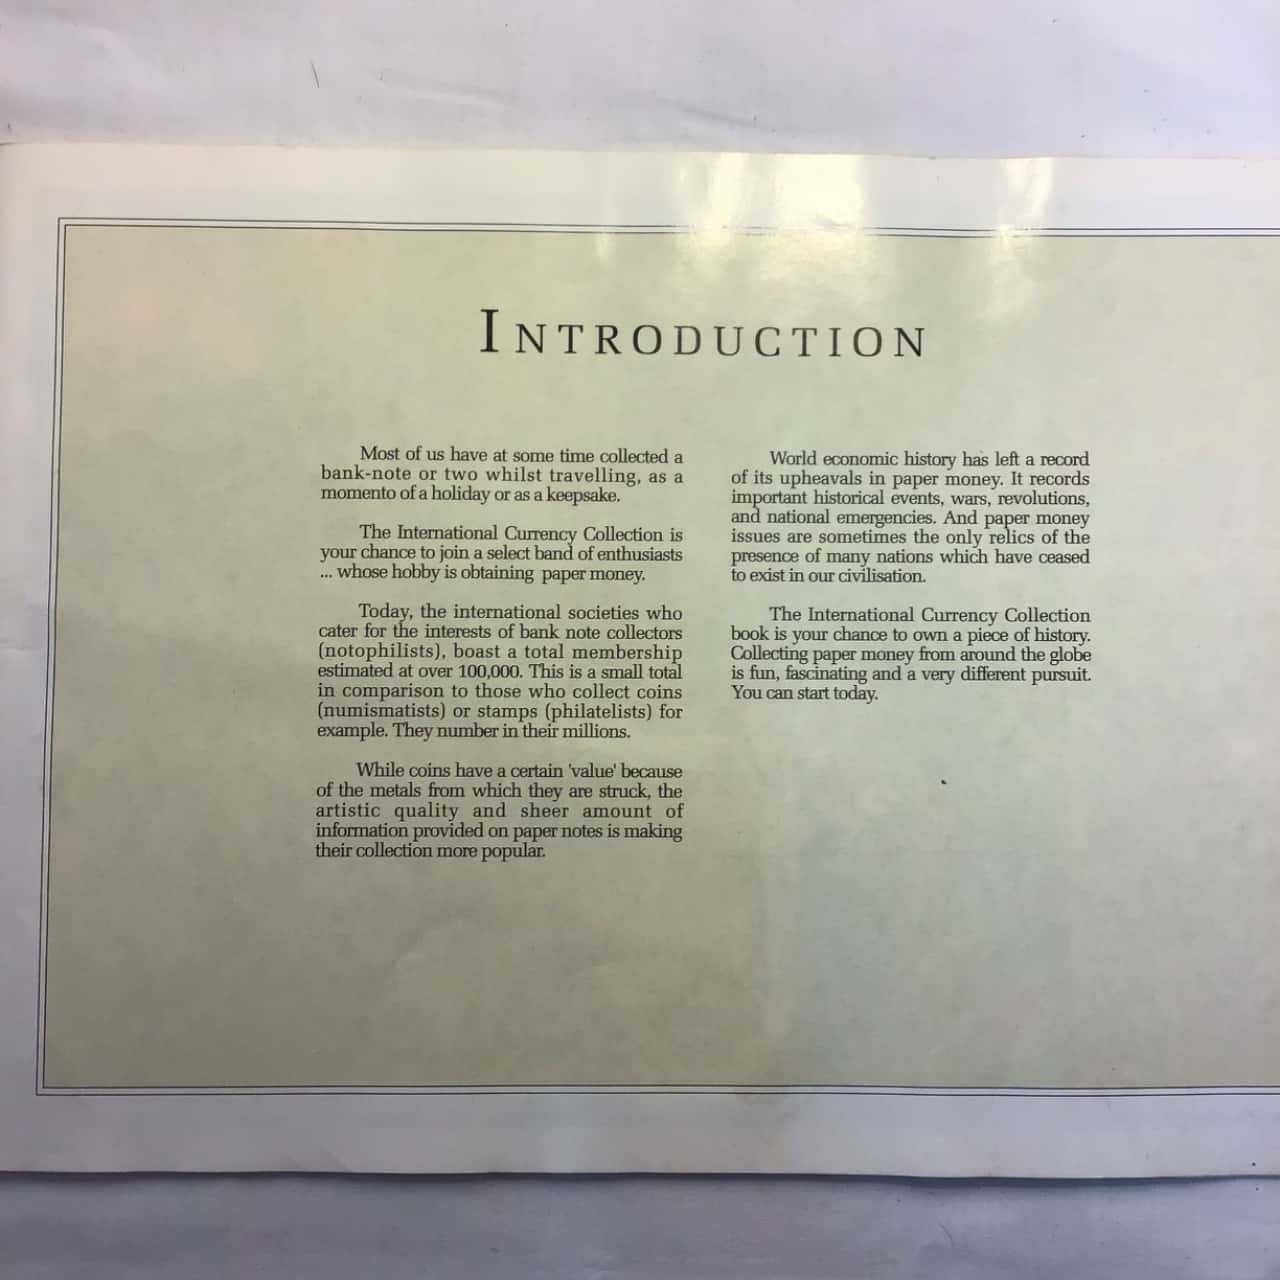 INTRODUCTION
Most of us have at some time collected a
bank-note or two whilst travelling, as a
momento of a holiday or as a keepsake.
The International Currency Collection is
your chance to join a select band of enthusiasts
... whose hobby is obtaining paper money.
Today, the international societies who
cater for the interests of bank note collectors
(notophilists), boast a total membership
estimated at over 100,000. This is a small total
in comparison to those who collect coins
(numismatists) or stamps (philatelists) for
example. They number in their millions.
While coins have a certain 'value' because
of the metals from which they are struck, the
artistic quality and sheer amount of
information provided on paper notes is making
their collection more popular.
World economic history has left a record
of its upheavals in paper money. It records
important historical events, wars, revolutions,
and national emergencies. And paper money
issues are sometimes the only relics of the
presence of many nations which have ceased
to exist in our civilisation.
The International Currency Collection
book is your chance to own a piece of history.
Collecting paper money from around the globe
is fun, fascinating and a very different pursuit.
You can start today.